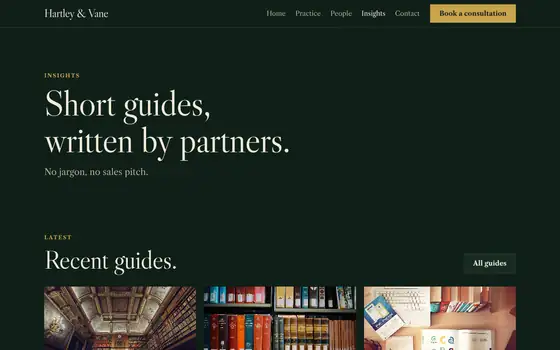 Hartley & Vane
Home Practice People Insights Contact Book a consultation
INSIGHTS
Short guides,
written by partners.
No jargon, no sales pitch.
LATEST
Recent guides.
All guides